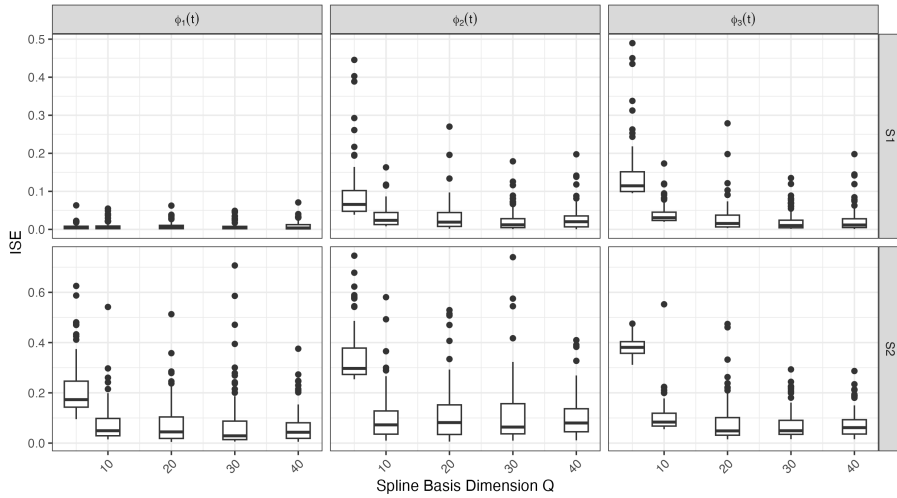 ϕ₁(t) ϕ₂(t) ϕ₃(t)
0.5
0.4
0.3
0.2
0.1
0.0
S1
ISE
0.6
0.4
0.2
0.0
S2
10 20 30 40 10 20 30 40 10 20 30 40
Spline Basis Dimension Q